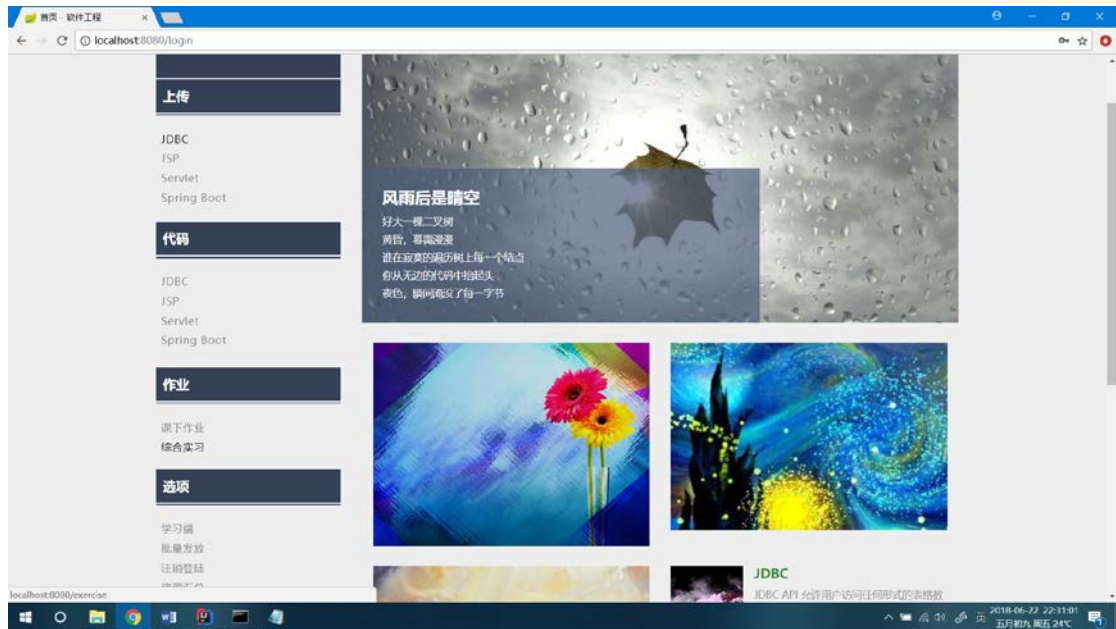 首页 - 软件工程
localhost:8080/login
上传
JDBC
JSP
Servlet
Spring Boot
代码
JDBC
JSP
Servlet
Spring Boot
作业
课下作业
综合实习
选项
学习端
批量发放
注销登陆
风雨后是晴空
好大一棵二叉树
黄昏，暮霭漫漫
谁在寂寞的遍历树上每一个结点
你从无边的代码中抬起头
夜色，瞬间淹没了每一字节
JDBC
JDBC API 允许用户访问任何形式的表格数
localhost:8080/exercise
英
2018-06-22 22:31:01
五月初九 周五 24℃